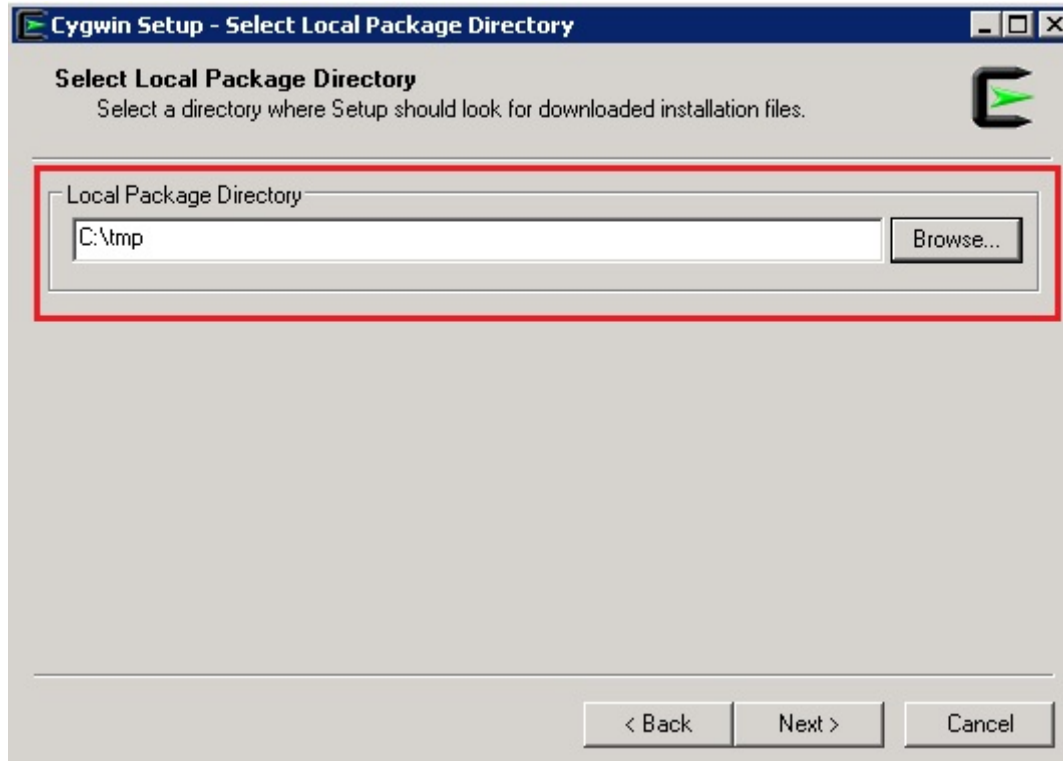 Cygwin Setup - Select Local Package Directory
Select Local Package Directory
Select a directory where Setup should look for downloaded installation files.
Local Package Directory
C:\tmp
Browse...
< Back
Next >
Cancel